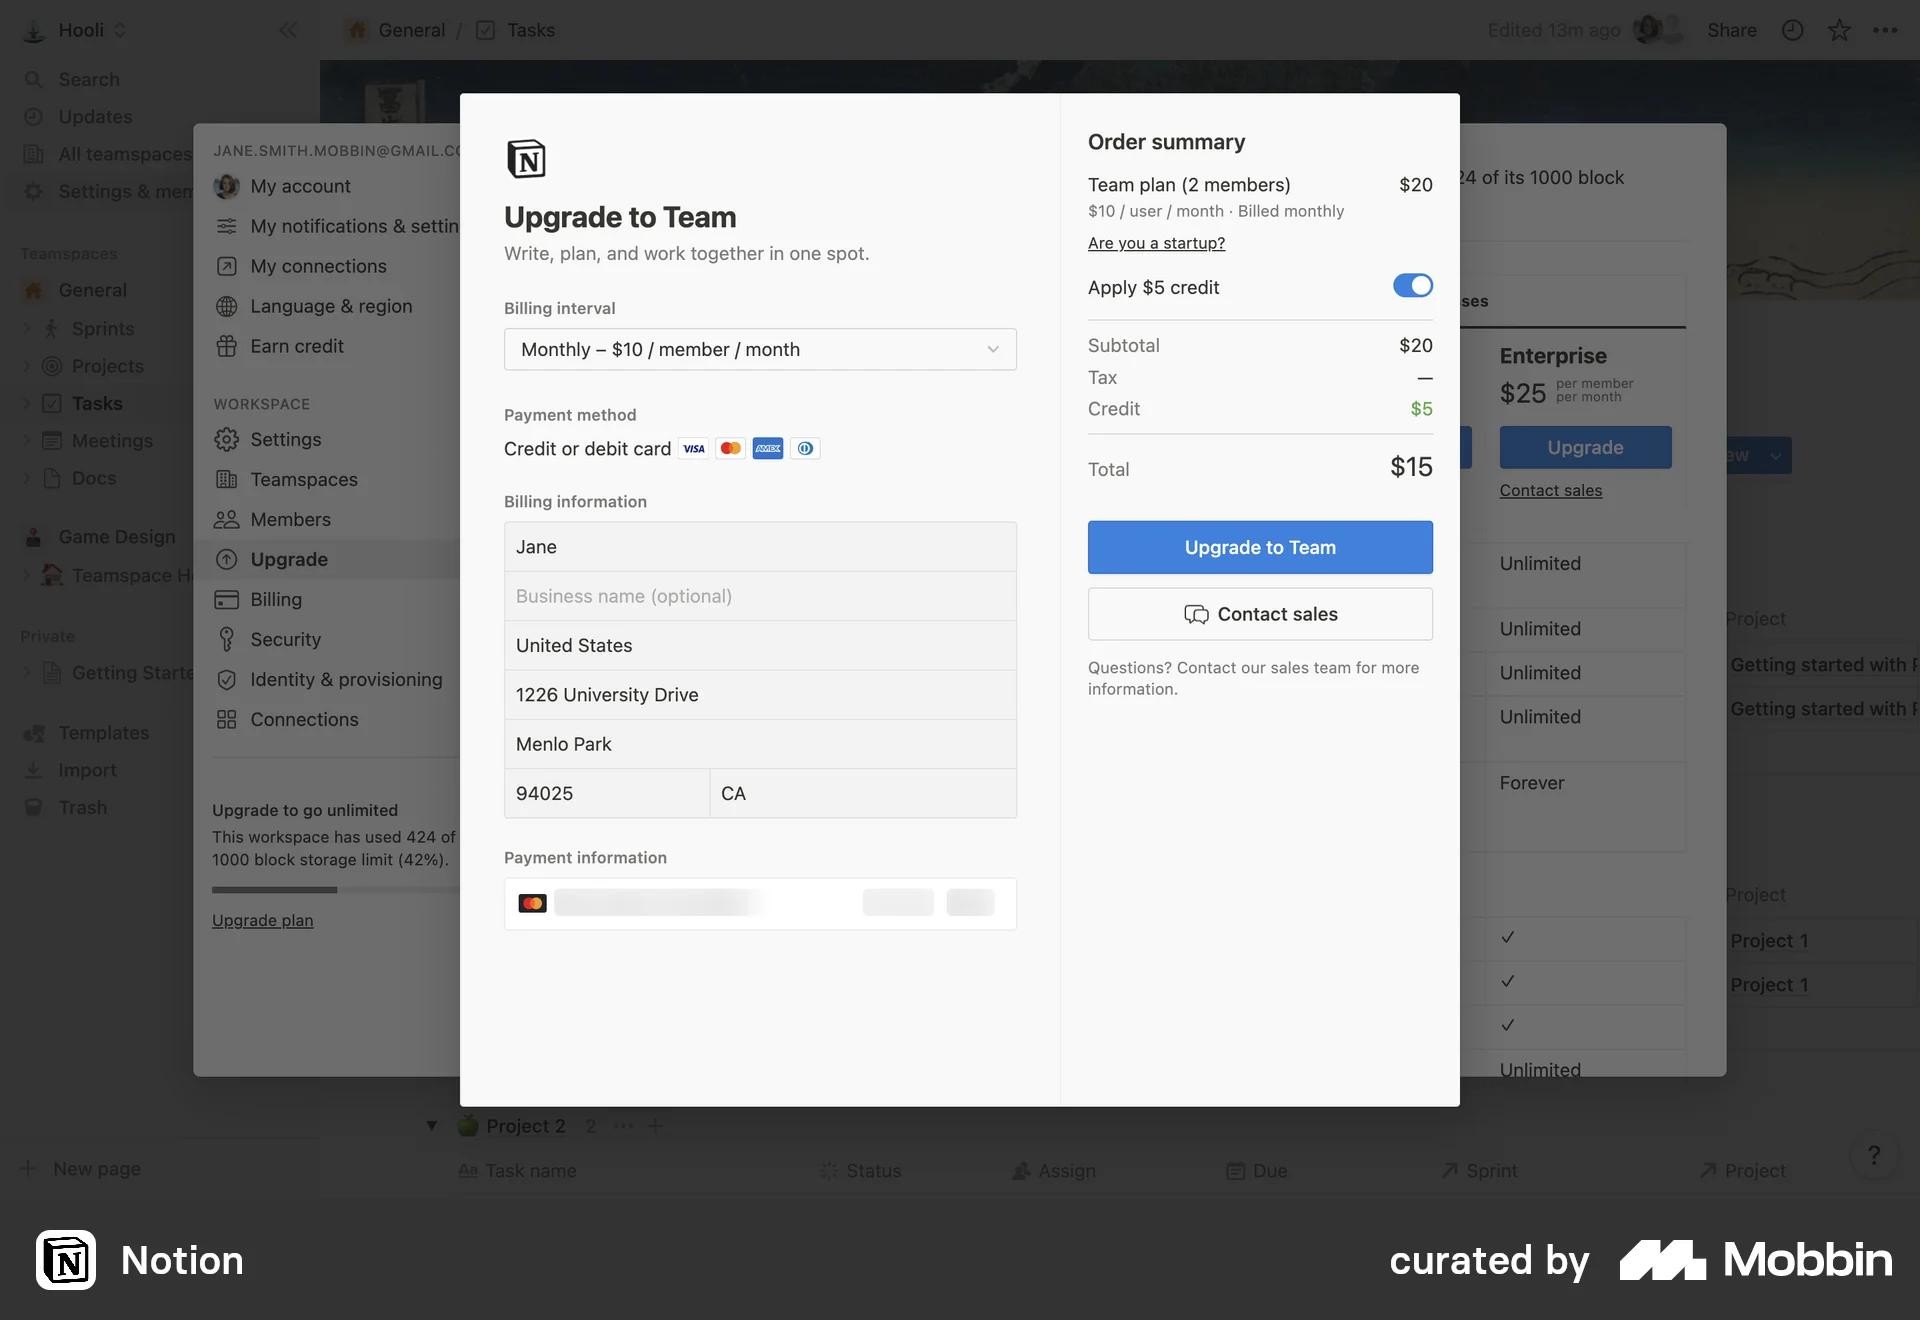 Hooli
General / Tasks
Edited 13m ago
Share
Search
Updates
All teamspaces
Settings & mem
Teamspaces
General
Sprints
Projects
Tasks
Meetings
Docs
Game Design
Teamspace H
Private
Getting Starte
Templates
Import
Trash
New page
JANE.SMITH.MOBBIN@GMAIL.CO
My account
My notifications & settin
My connections
Language & region
Earn credit
WORKSPACE
Settings
Teamspaces
Members
Upgrade
Billing
Security
Identity & provisioning
Connections
Upgrade to go unlimited
This workspace has used 424 of
1000 block storage limit (42%).
Upgrade plan
N
Upgrade to Team
Write, plan, and work together in one spot.
Billing interval
Monthly – $10 / member / month
Payment method
Credit or debit card VISA AMEX
Billing information
Jane
Business name (optional)
United States
1226 University Drive
Menlo Park
94025 CA
Payment information
Order summary
Team plan (2 members) $20
$10 / user / month · Billed monthly
Are you a startup?
Apply $5 credit
Subtotal $20
Tax —
Credit $5
Total $15
Upgrade to Team
Contact sales
Questions? Contact our sales team for more
information.
24 of its 1000 block
ses
Enterprise
$25 per member
per month
Upgrade
Contact sales
Unlimited
Unlimited
Unlimited
Unlimited
Forever
✓
✓
✓
Unlimited
ew
Project
Getting started with P
Getting started with P
Project
Project 1
Project 1
Project 2 2
Aa Task name Status Assign Due Sprint Project
?
N Notion
curated by Mobbin